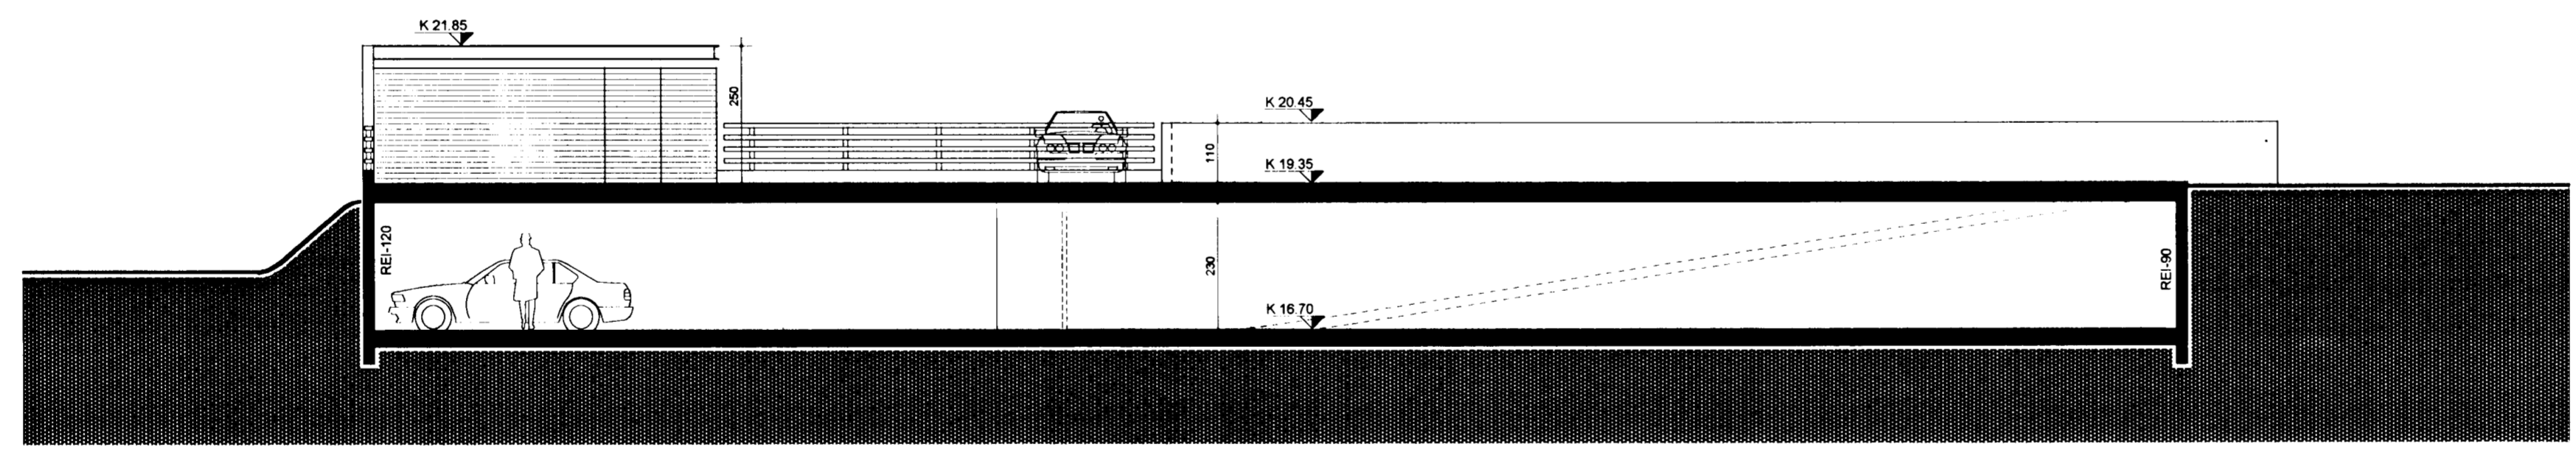 K 21.85
250
K 20.45
110
K 19.35
REI-120
230
REI-90
K 16.70